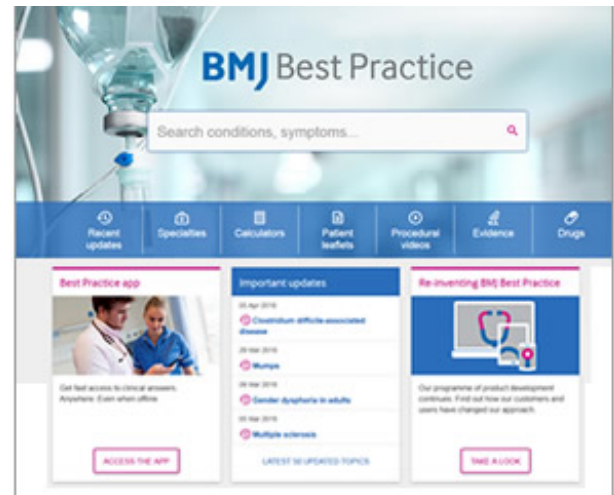 BMJ Best Practice
Search conditions, symptoms...
Recent
updates
Specialties
Calculators
Patient
leaflets
Procedural
videos
Evidence
Drugs
Best Practice app
Get fast access to clinical answers.
Anywhere. Even when offline
ACCESS THE APP
Important updates
Clostridium difficile-associated
disease
Mumps
Gender dysphoria in adults
Multiple sclerosis
LATEST 50 UPDATED TOPICS
Re-inventing BMJ Best Practice
Our programme of product development
continues. Find out how our customers and
users have changed our approach.
TAKE A LOOK